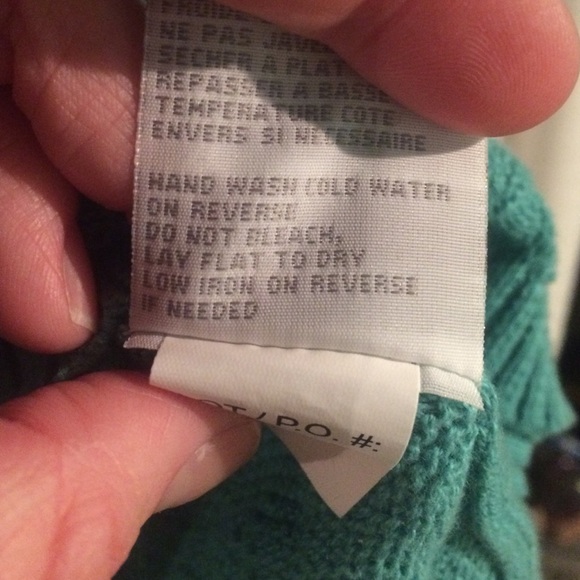 NE PAS JAVE
SECHER A PLAT
REPASSER A BASSE
TEMPERATURE COTE
ENVERS SI NECESSAIRE
HAND WASH COLD WATER
ON REVERSE
DO NOT BLEACH,
LAY FLAT TO DRY
LOW IRON ON REVERSE
IF NEEDED
OT/P.O. #: